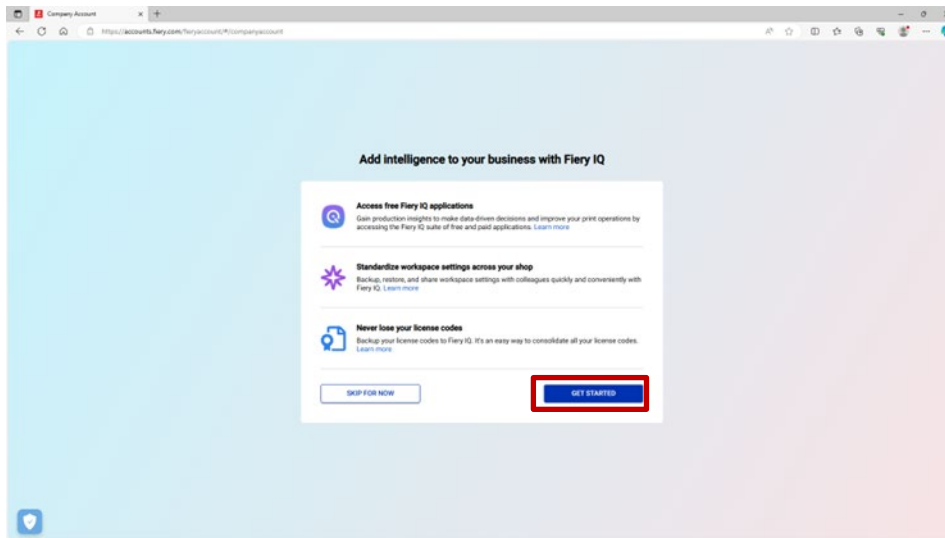 Company Account
https://accounts.fiery.com/fieryaccount/#/companyaccount
Add intelligence to your business with Fiery IQ
Access free Fiery IQ applications
Gain production insights to make data-driven decisions and improve your print operations by
accessing the Fiery IQ suite of free and paid applications. Learn more
Standardize workspace settings across your shop
Backup, restore, and share workspace settings with colleagues quickly and conveniently with
Fiery IQ. Learn more
Never lose your license codes
Backup your license codes to Fiery IQ. It's an easy way to consolidate all your license codes.
Learn more
SKIP FOR NOW
GET STARTED